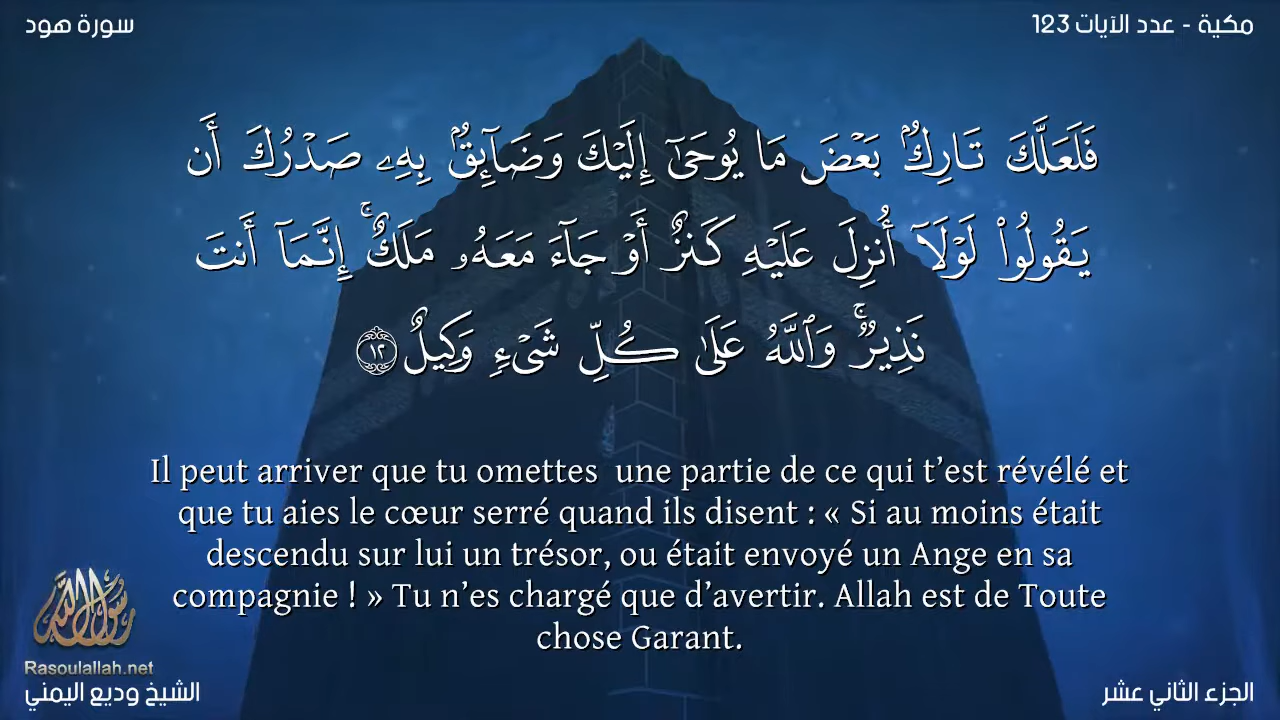 سورة هود
مكية - عدد الآيات 123
فَلَعَلَّكَ تَارِكٌۢ بَعْضَ مَا يُوحَىٰٓ إِلَيْكَ وَضَآئِقٌۢ بِهِۦ صَدْرُكَ أَن
يَقُولُوا۟ لَوْلَآ أُنزِلَ عَلَيْهِ كَنزٌ أَوْ جَآءَ مَعَهُۥ مَلَكٌ ۚ إِنَّمَآ أَنتَ
نَذِيرٌ ۚ وَٱللَّهُ عَلَىٰ كُلِّ شَىْءٍ وَكِيلٌ ١٢
Il peut arriver que tu omettes  une partie de ce qui t’est révélé et
que tu aies le cœur serré quand ils disent : « Si au moins était
descendu sur lui un trésor, ou était envoyé un Ange en sa
compagnie ! » Tu n’es chargé que d’avertir. Allah est de Toute
chose Garant.
رسول الله
Rasoulallah.net
الشيخ وديع اليمني
الجزء الثاني عشر